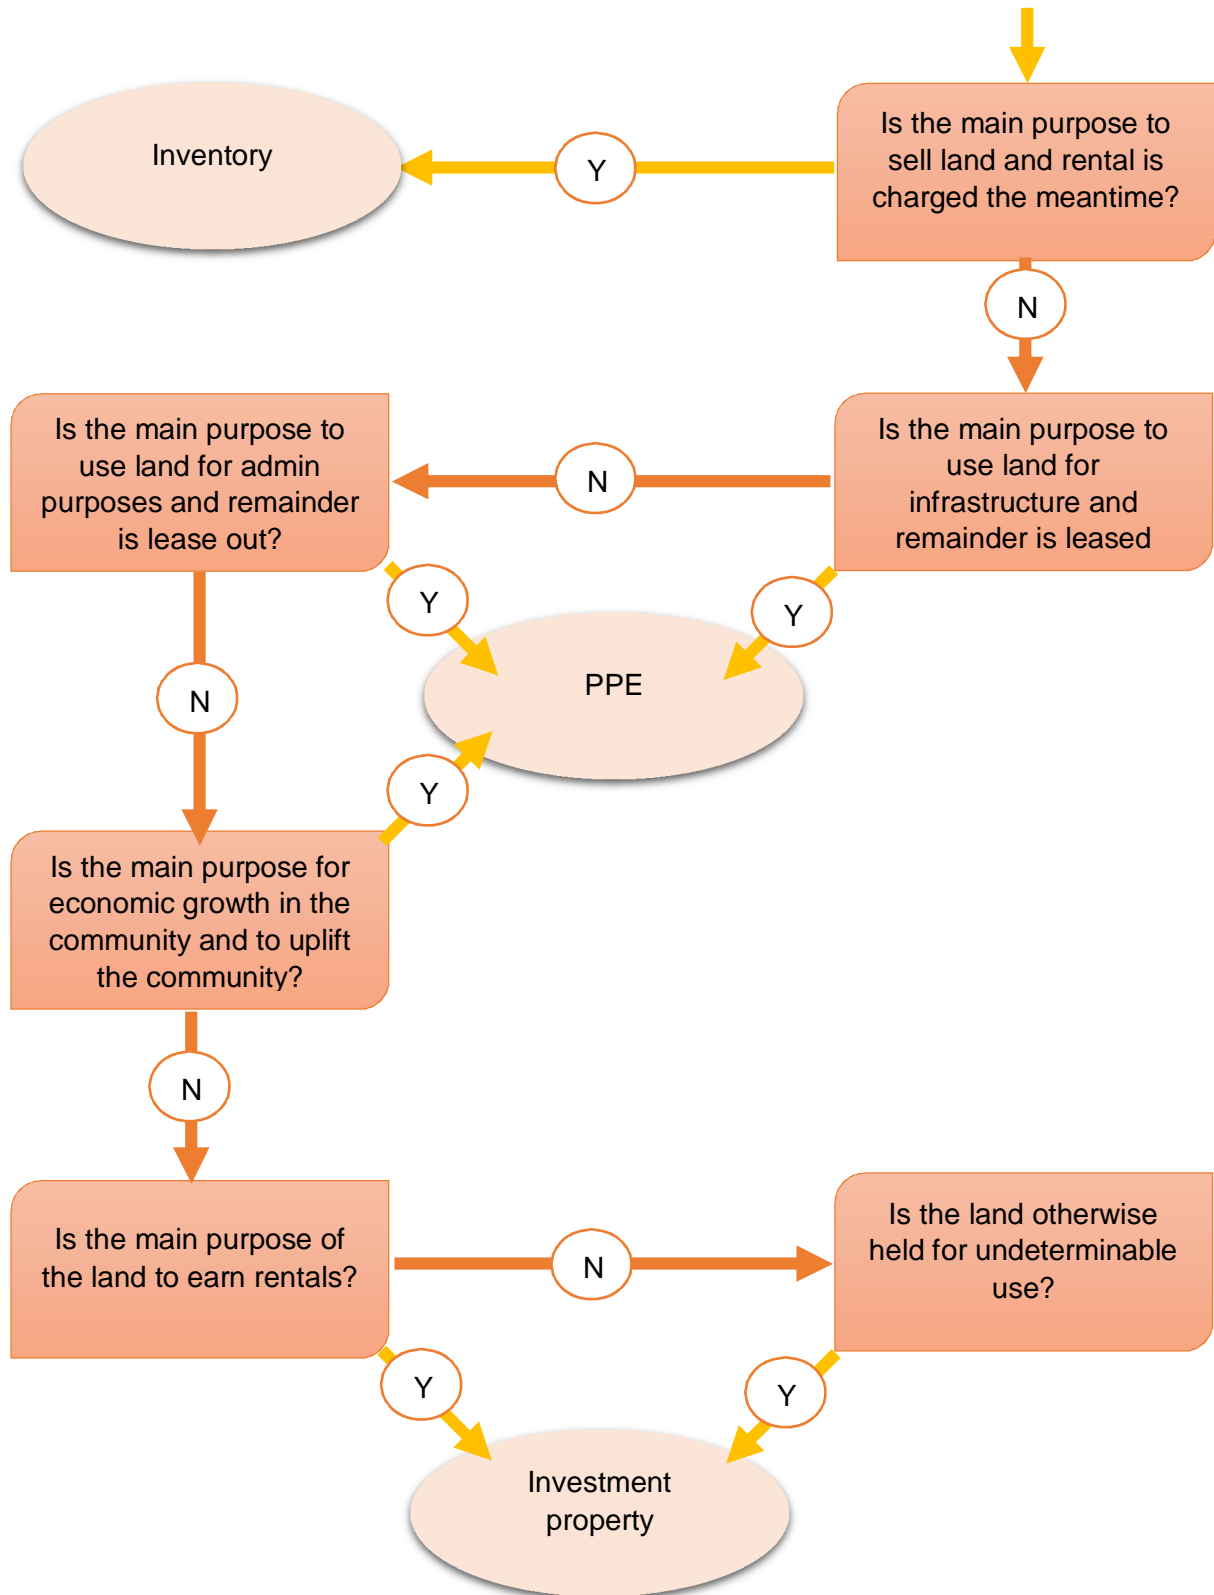 Inventory
Y
Is the main purpose to
sell land and rental is
charged the meantime?
N
Is the main purpose to
use land for admin
purposes and remainder
is lease out?
N
Is the main purpose to
use land for
infrastructure and
remainder is leased
Y
Y
PPE
N
Y
Is the main purpose for
economic growth in the
community and to uplift
the community?
N
Is the main purpose of
the land to earn rentals?
N
Is the land otherwise
held for undeterminable
use?
Y
Y
Investment
property